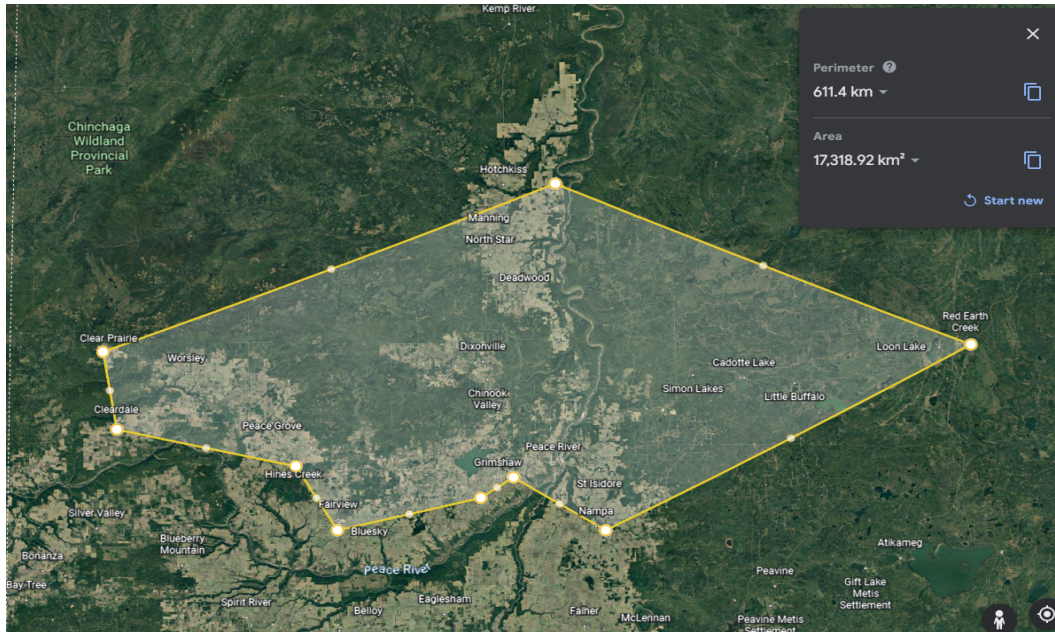 Kemp River
Perimeter
611.4 km
Area
17,318.92 km²
Start new
Chinchaga
Wildland
Provincial
Park
Hotchkiss
Manning
North Star
Deadwood
Red Earth
Creek
Clear Prairie
Worsley
Dixonville
Loon Lake
Cadotte Lake
Simon Lakes
Little Buffalo
Chinook
Valley
Cleardale
Peace Grove
Peace River
Grimshaw
Hines Creek
St Isidore
Fairview
Nampa
Silver Valley
Bluesky
Blueberry
Mountain
Atikameg
Bonanza
Peace River
Peavine
Bay Tree
Gift Lake
Metis
Settlement
Spirit River
Eaglesham
Belloy
Falher
McLennan
Peavine Metis
Settlement